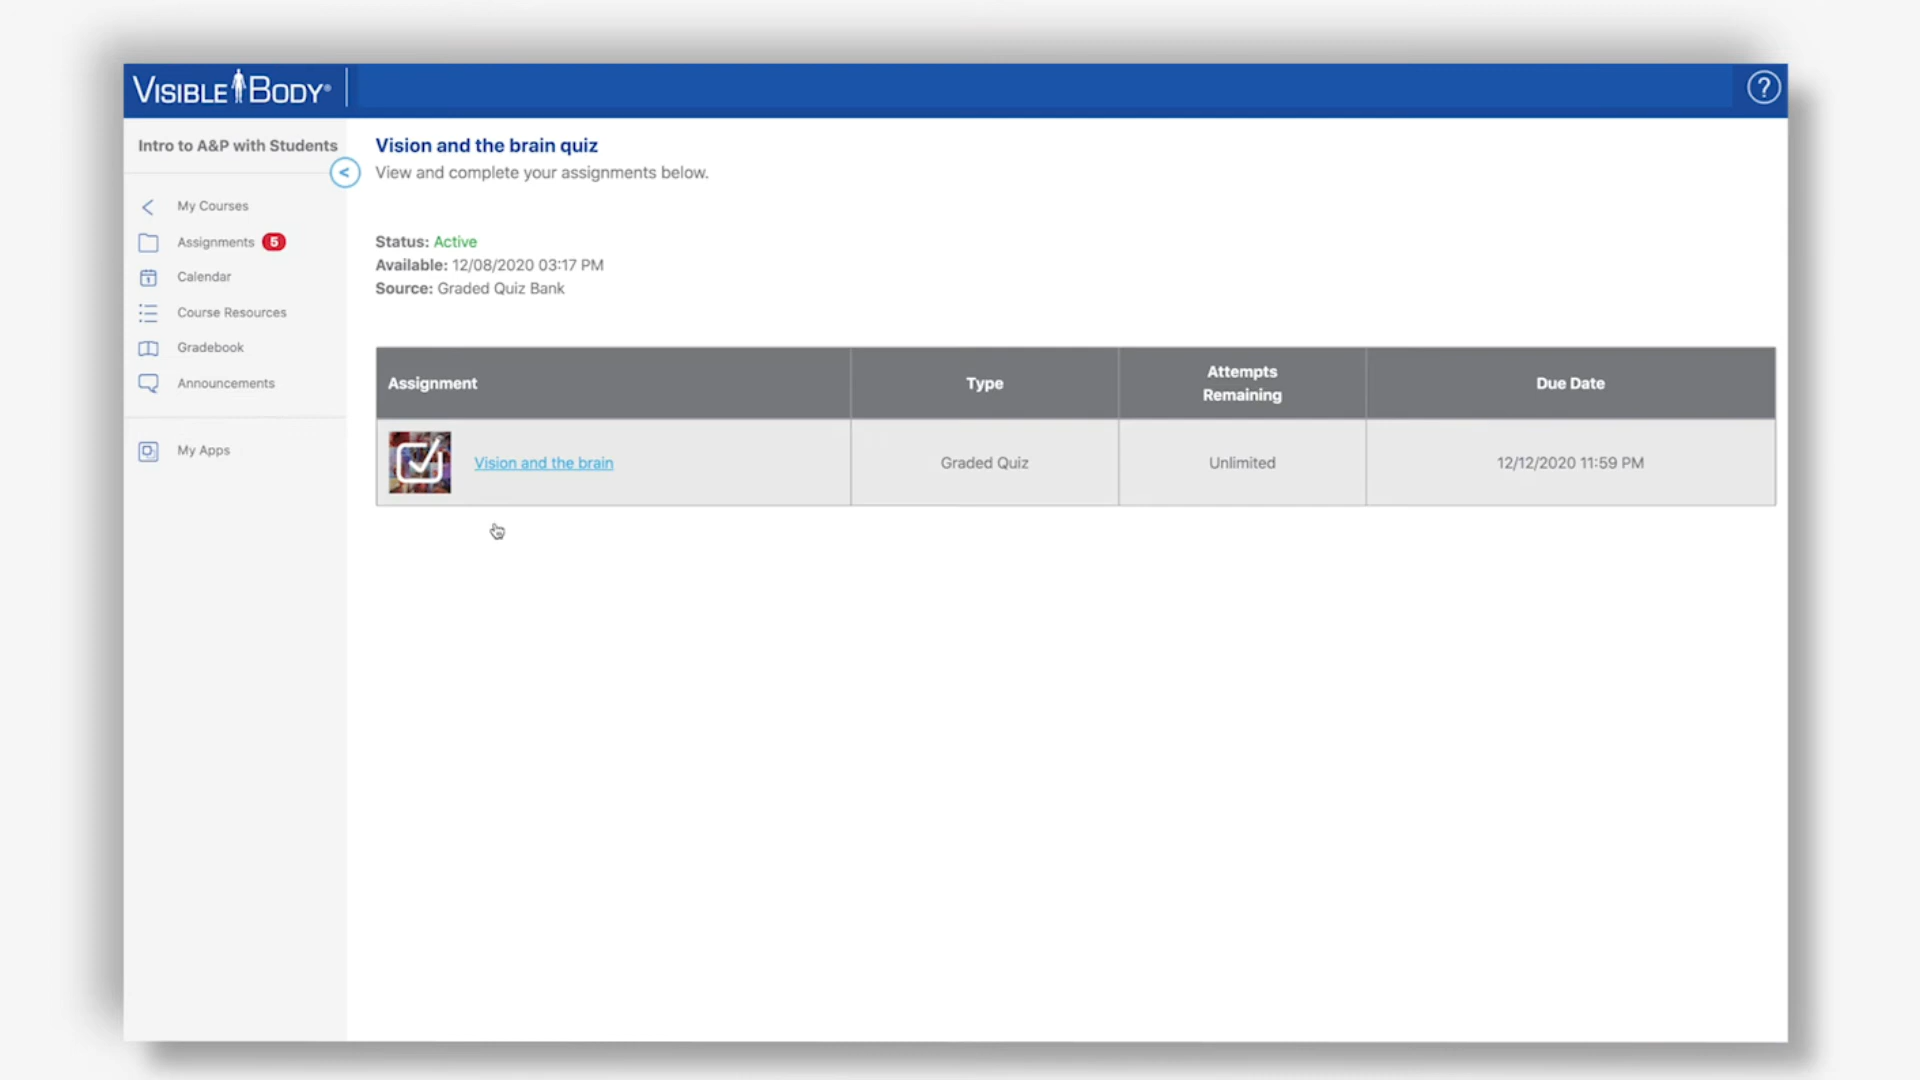 VISIBLE BODY®
?
Intro to A&P with Students
<
My Courses
Assignments 5
Calendar
Course Resources
Gradebook
Announcements
My Apps
Vision and the brain quiz
View and complete your assignments below.
Status: Active
Available: 12/08/2020 03:17 PM
Source: Graded Quiz Bank
Assignment Type Attempts Remaining Due Date
Vision and the brain Graded Quiz Unlimited 12/12/2020 11:59 PM